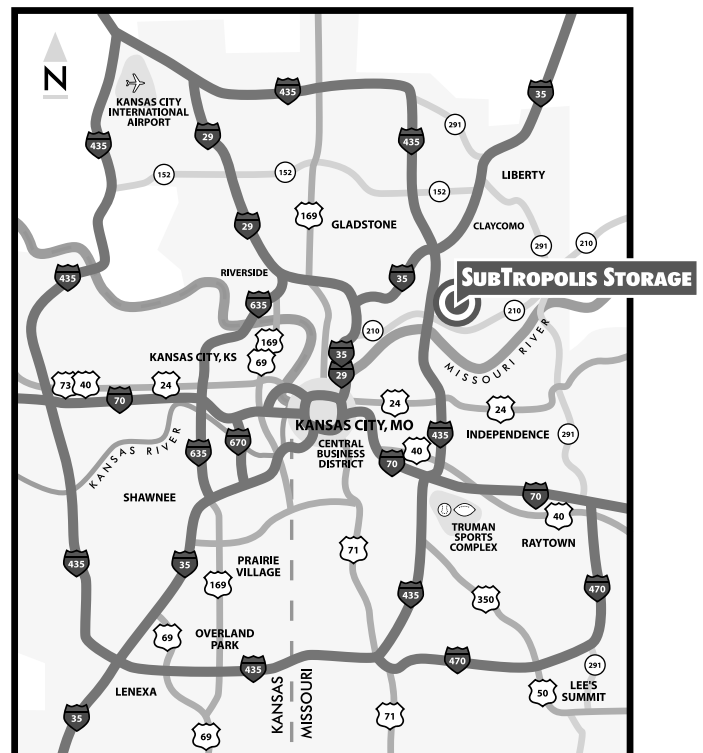 N
KANSAS CITY
INTERNATIONAL
AIRPORT
435
35
29
435
435
291
152
152
152
LIBERTY
169
GLADSTONE
CLAYCOMO
29
291
210
RIVERSIDE
435
35
SUBTROPOLIS STORAGE
635
210
210
169
KANSAS CITY, KS
69
35
MISSOURI RIVER
29
73
40
24
70
24
24
KANSAS CITY, MO
CENTRAL
BUSINESS
DISTRICT
670
435
INDEPENDENCE
291
KANSAS RIVER
635
40
70
SHAWNEE
70
40
TRUMAN
SPORTS
COMPLEX
RAYTOWN
71
435
35
PRAIRIE
VILLAGE
169
435
350
470
69
OVERLAND
PARK
435
470
291
LENEXA
KANSAS
MISSOURI
50
LEE'S
SUMMIT
35
69
71